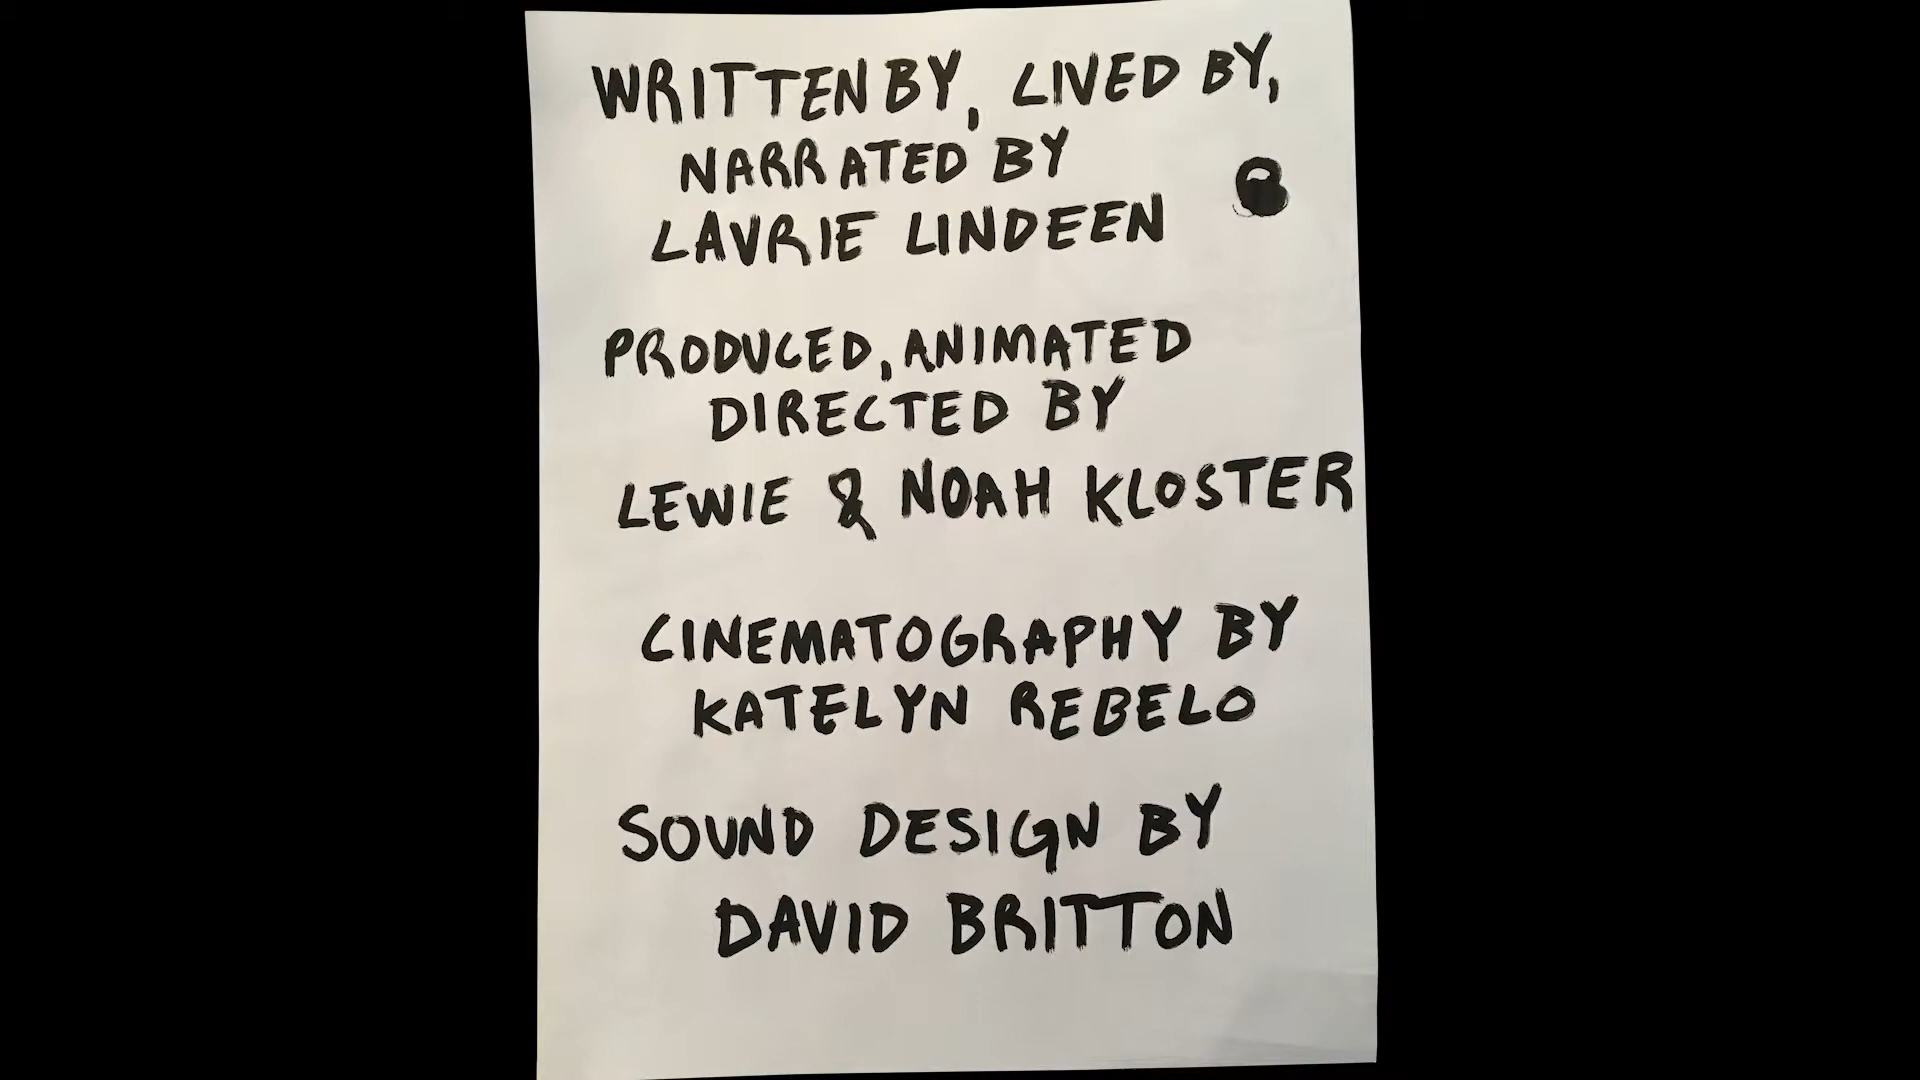 WRITTEN BY, LIVED BY,
NARRATED BY
LAURIE LINDEEN
PRODUCED, ANIMATED
DIRECTED BY
LEWIE & NOAH KLOSTER
CINEMATOGRAPHY BY
KATELYN REBELO
SOUND DESIGN BY
DAVID BRITTON